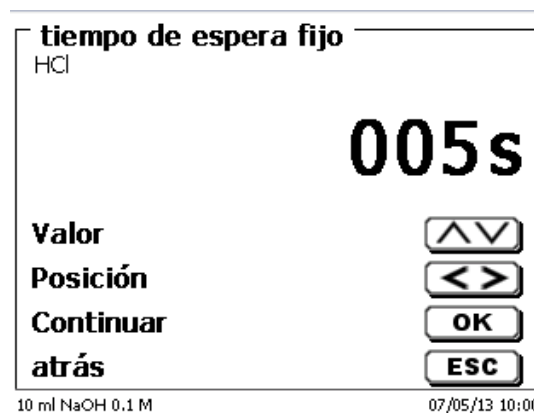 tiempo de espera fijo
HCl
005s
Valor
Posición < >
Continuar OK
atrás ESC
10 ml NaOH 0.1 M 07/05/13 10:00